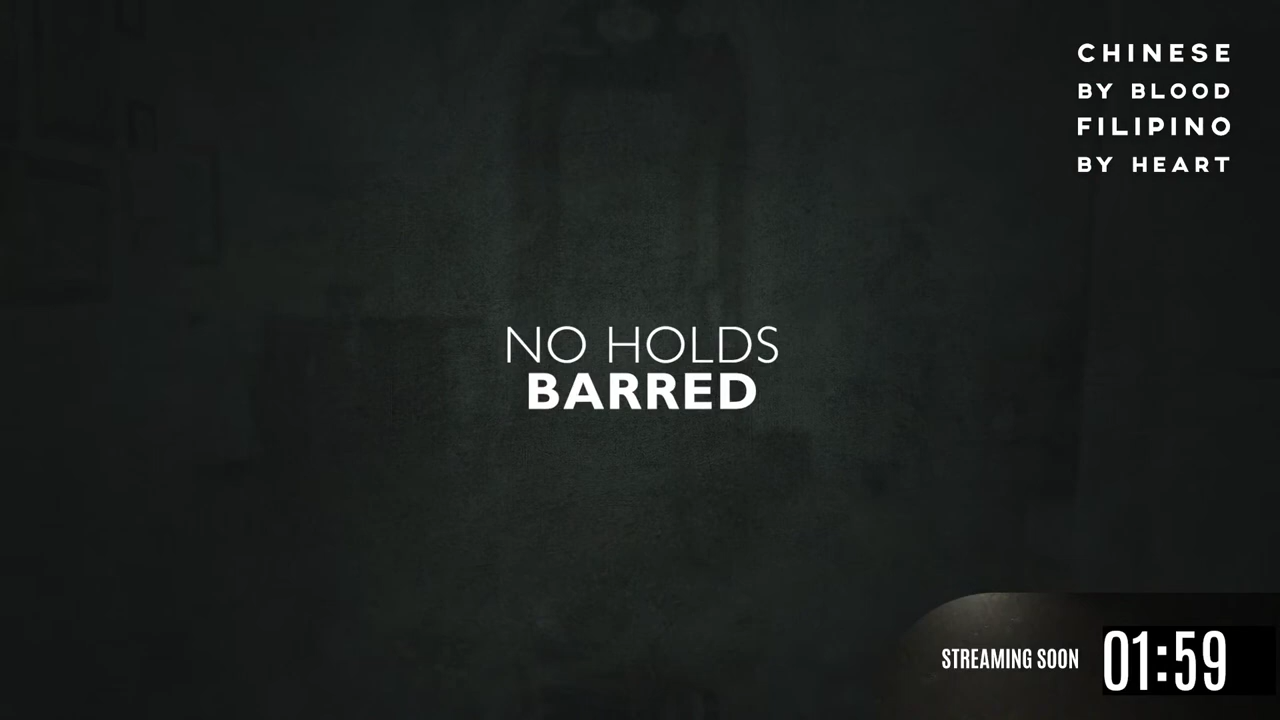 CHINESE
BY BLOOD
FILIPINO
BY HEART
NO HOLDS
BARRED
STREAMING SOON 01:59